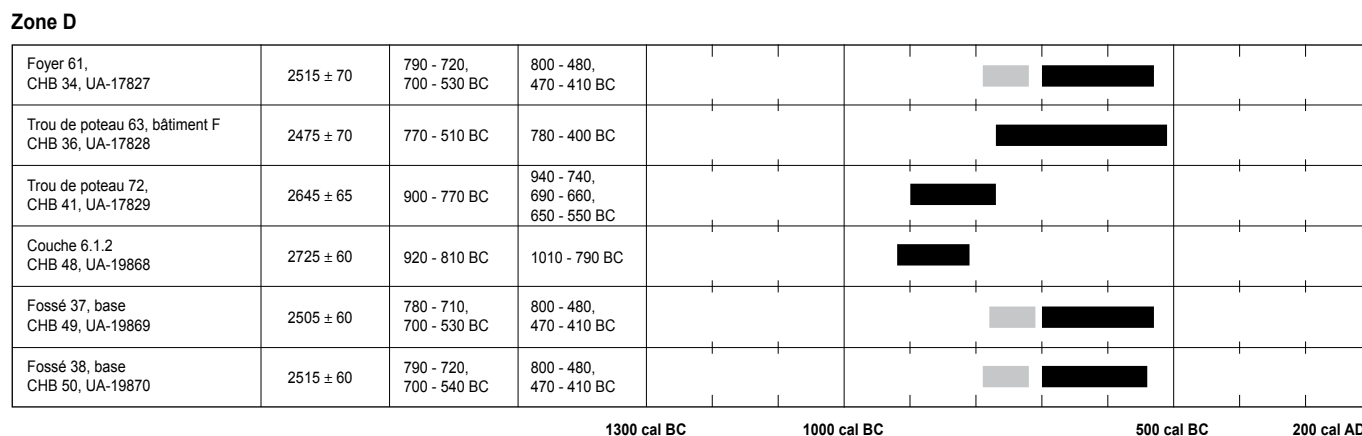 Zone D
Foyer 61,
CHB 34, UA-17827
2515 ± 70
790 - 720,
700 - 530 BC
800 - 480,
470 - 410 BC
Trou de poteau 63, bâtiment F
CHB 36, UA-17828
2475 ± 70
770 - 510 BC
780 - 400 BC
Trou de poteau 72,
CHB 41, UA-17829
2645 ± 65
900 - 770 BC
940 - 740,
690 - 660,
650 - 550 BC
Couche 6.1.2
CHB 48, UA-19868
2725 ± 60
920 - 810 BC
1010 - 790 BC
Fossé 37, base
CHB 49, UA-19869
2505 ± 60
780 - 710,
700 - 530 BC
800 - 480,
470 - 410 BC
Fossé 38, base
CHB 50, UA-19870
2515 ± 60
790 - 720,
700 - 540 BC
800 - 480,
470 - 410 BC
1300 cal BC 1000 cal BC 500 cal BC 200 cal AD